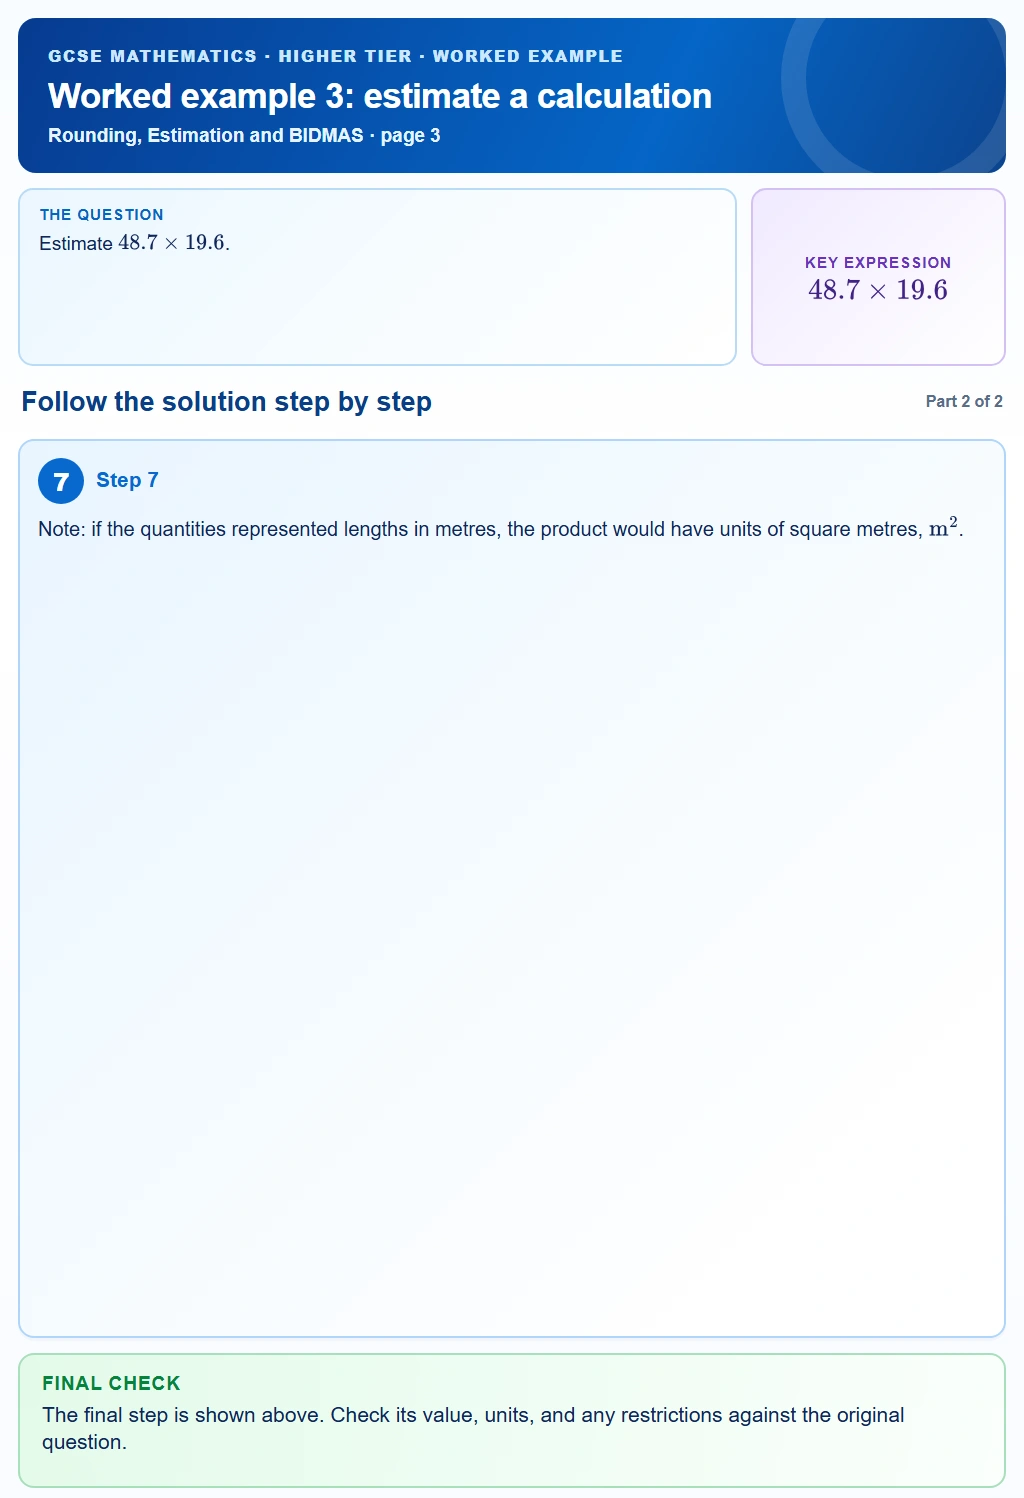 GCSE MATHEMATICS · HIGHER TIER · WORKED EXAMPLE
Worked example 3: estimate a calculation
Rounding, Estimation and BIDMAS · page 3
THE QUESTION
Estimate 48.7 × 19.6.
KEY EXPRESSION
48.7 × 19.6
Follow the solution step by step
Part 2 of 2
7 Step 7
Note: if the quantities represented lengths in metres, the product would have units of square metres, m².
FINAL CHECK
The final step is shown above. Check its value, units, and any restrictions against the original
question.